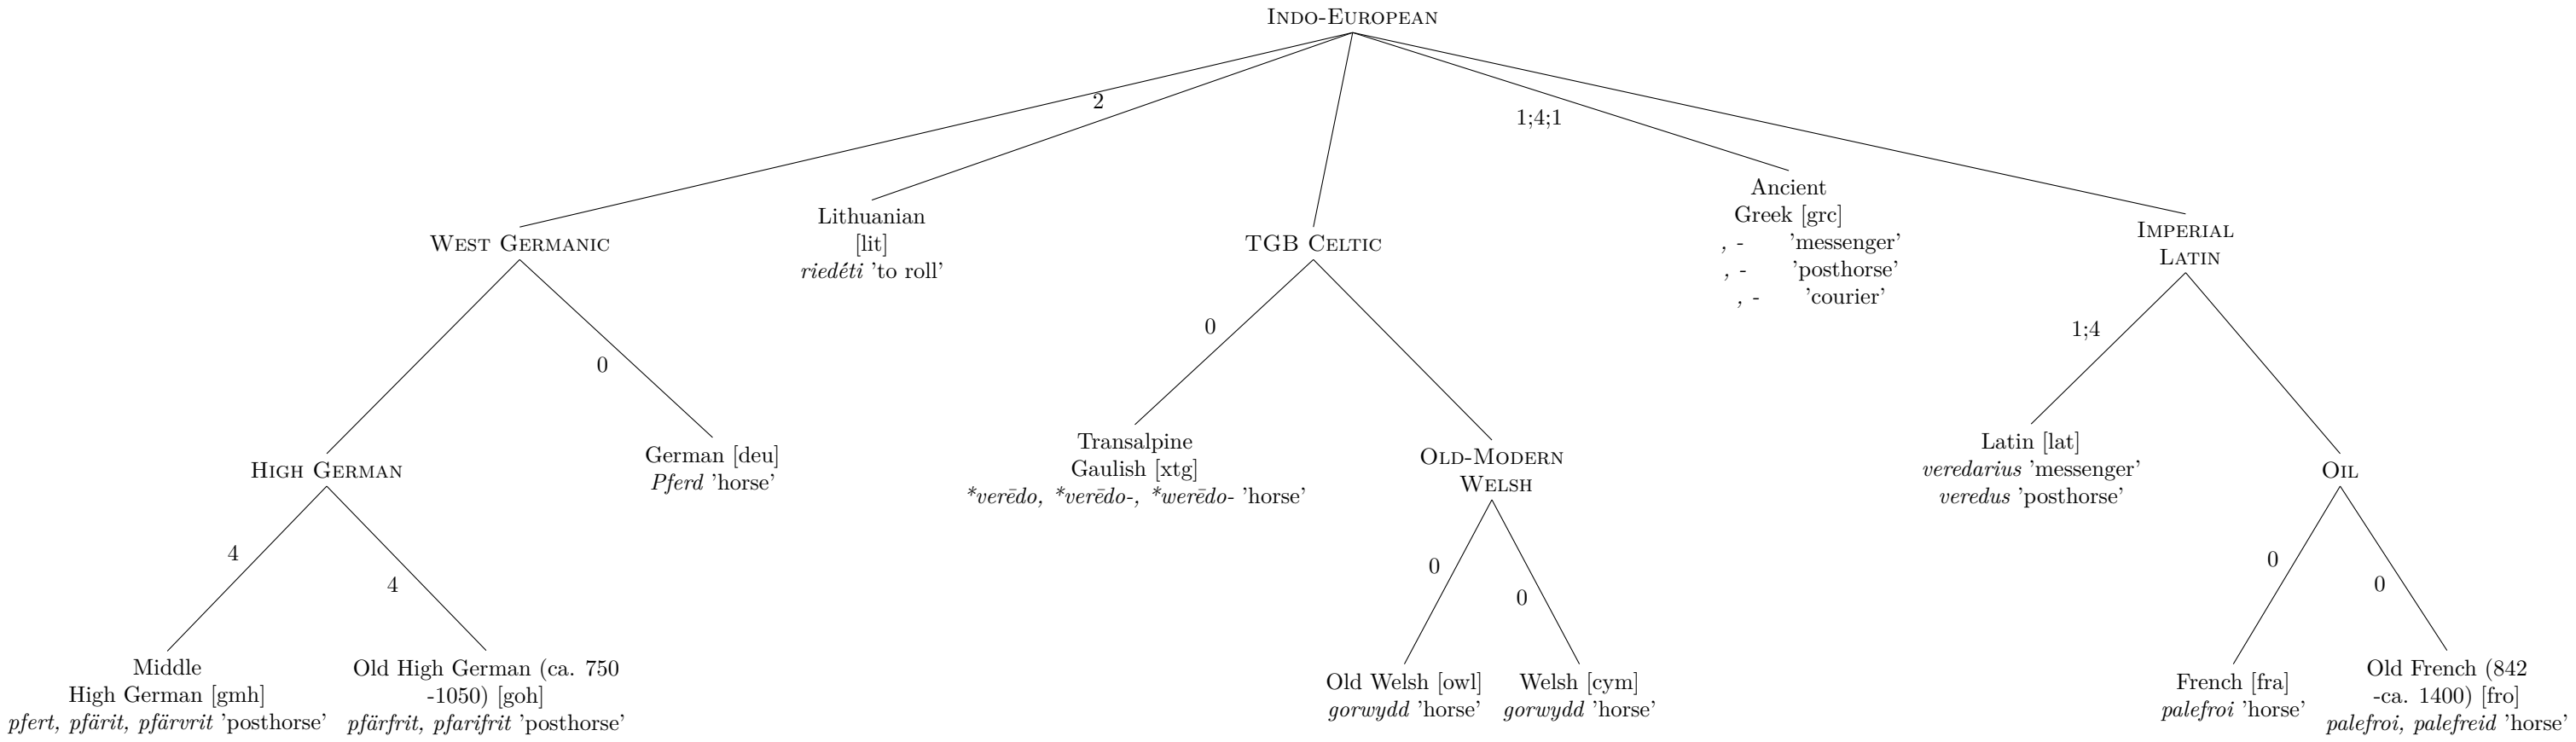 INDO-EUROPEAN
2
1;4;1
WEST GERMANIC
Lithuanian
[lit]
riedéti 'to roll'
TGB CELTIC
Ancient
Greek [grc]
, - 'messenger'
, - 'posthorse'
, - 'courier'
IMPERIAL
LATIN
0
0
1;4
HIGH GERMAN
German [deu]
Pferd 'horse'
Transalpine
Gaulish [xtg]
*verēdo, *verēdo-, *werēdo- 'horse'
OLD-MODERN
WELSH
Latin [lat]
veredarius 'messenger'
veredus 'posthorse'
OIL
4
4
0
0
0
0
Middle
High German [gmh]
pfert, pfärit, pfärvrit 'posthorse'
Old High German (ca. 750
-1050) [goh]
pfärfrit, pfarifrit 'posthorse'
Old Welsh [owl]
gorwydd 'horse'
Welsh [cym]
gorwydd 'horse'
French [fra]
palefroi 'horse'
Old French (842
-ca. 1400) [fro]
palefroi, palefreid 'horse'